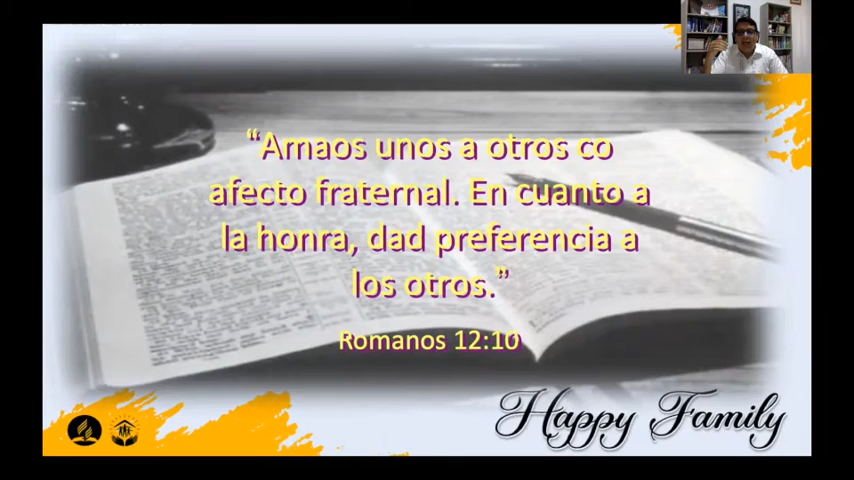 “Amaos unos a otros co
afecto fraternal. En cuanto a
la honra, dad preferencia a
los otros.”
Romanos 12:10
Happy Family